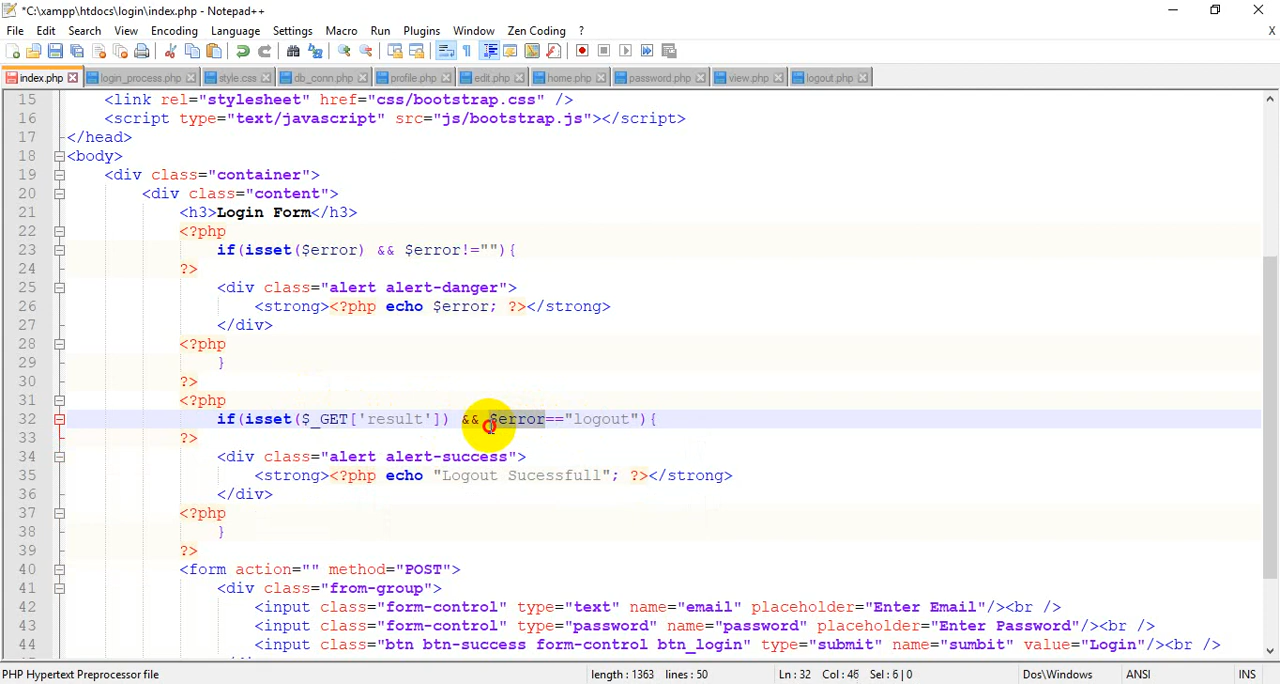 *C:\xampp\htdocs\login\index.php - Notepad++
File Edit Search View Encoding Language Settings Macro Run Plugins Window Zen Coding ? X
index.php login_process.php style.css db_conn.php profile.php edit.php home.php password.php view.php logout.php
15 <link rel="stylesheet" href="css/bootstrap.css" />
16 <script type="text/javascript" src="js/bootstrap.js"></script>
17 </head>
18 <body>
19 <div class="container">
20 <div class="content">
21 <h3>Login Form</h3>
22 <?php
23 if(isset($error) && $error!=""){
24 ?>
25 <div class="alert alert-danger">
26 <strong><?php echo $error; ?></strong>
27 </div>
28 <?php
29 }
30 ?>
31 <?php
32 if(isset($_GET['result']) && $error=="logout"){
33 ?>
34 <div class="alert alert-success">
35 <strong><?php echo "Logout Sucessfull"; ?></strong>
36 </div>
37 <?php
38 }
39 ?>
40 <form action="" method="POST">
41 <div class="from-group">
42 <input class="form-control" type="text" name="email" placeholder="Enter Email"/><br />
43 <input class="form-control" type="password" name="password" placeholder="Enter Password"/><br />
44 <input class="btn btn-success form-control btn_login" type="submit" name="sumbit" value="Login"/><br />
PHP Hypertext Preprocessor file length : 1363 lines : 50 Ln : 32 Col : 46 Sel : 6 | 0 Dos\Windows ANSI INS